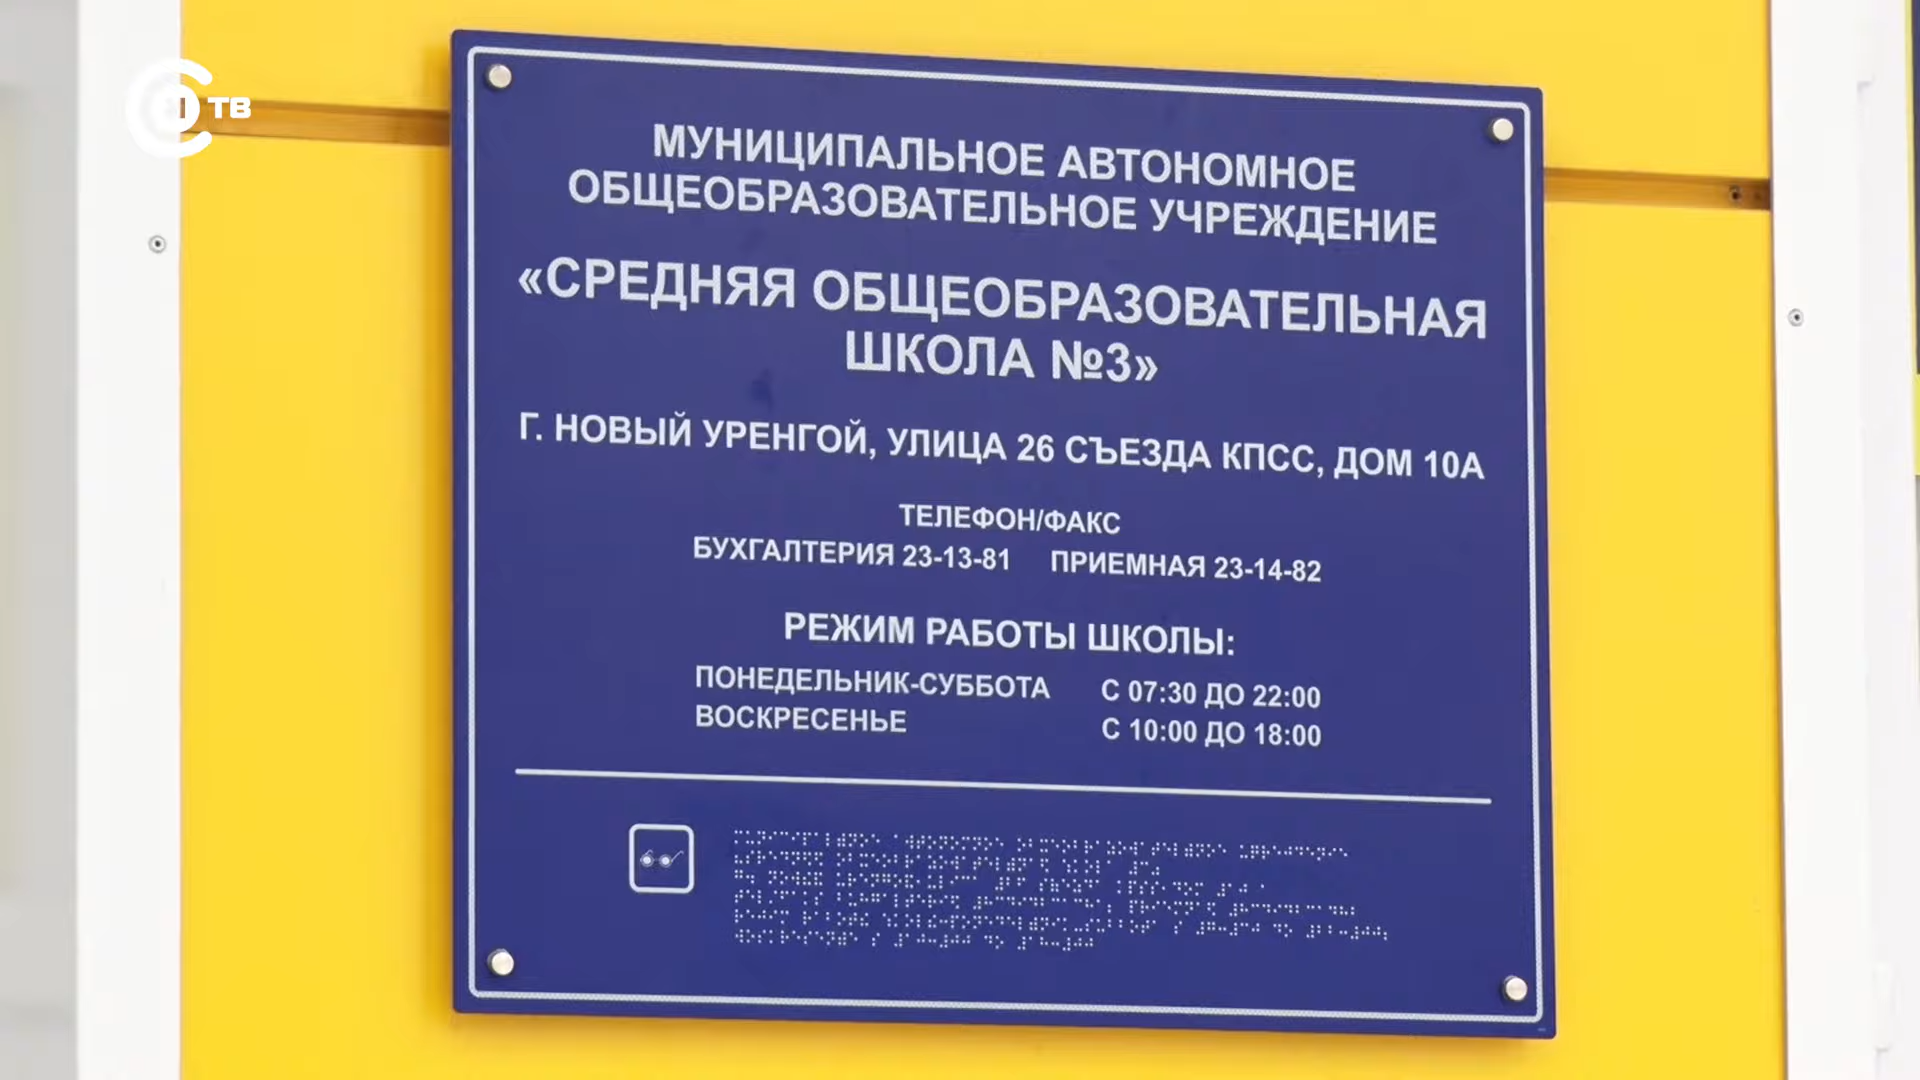 ТВ
МУНИЦИПАЛЬНОЕ АВТОНОМНОЕ
ОБЩЕОБРАЗОВАТЕЛЬНОЕ УЧРЕЖДЕНИЕ
«СРЕДНЯЯ ОБЩЕОБРАЗОВАТЕЛЬНАЯ
ШКОЛА №3»
Г. НОВЫЙ УРЕНГОЙ, УЛИЦА 26 СЪЕЗДА КПСС, ДОМ 10А
ТЕЛЕФОН/ФАКС
БУХГАЛТЕРИЯ 23-13-81 ПРИЕМНАЯ 23-14-82
РЕЖИМ РАБОТЫ ШКОЛЫ:
ПОНЕДЕЛЬНИК-СУББОТА С 07:30 ДО 22:00
ВОСКРЕСЕНЬЕ С 10:00 ДО 18:00